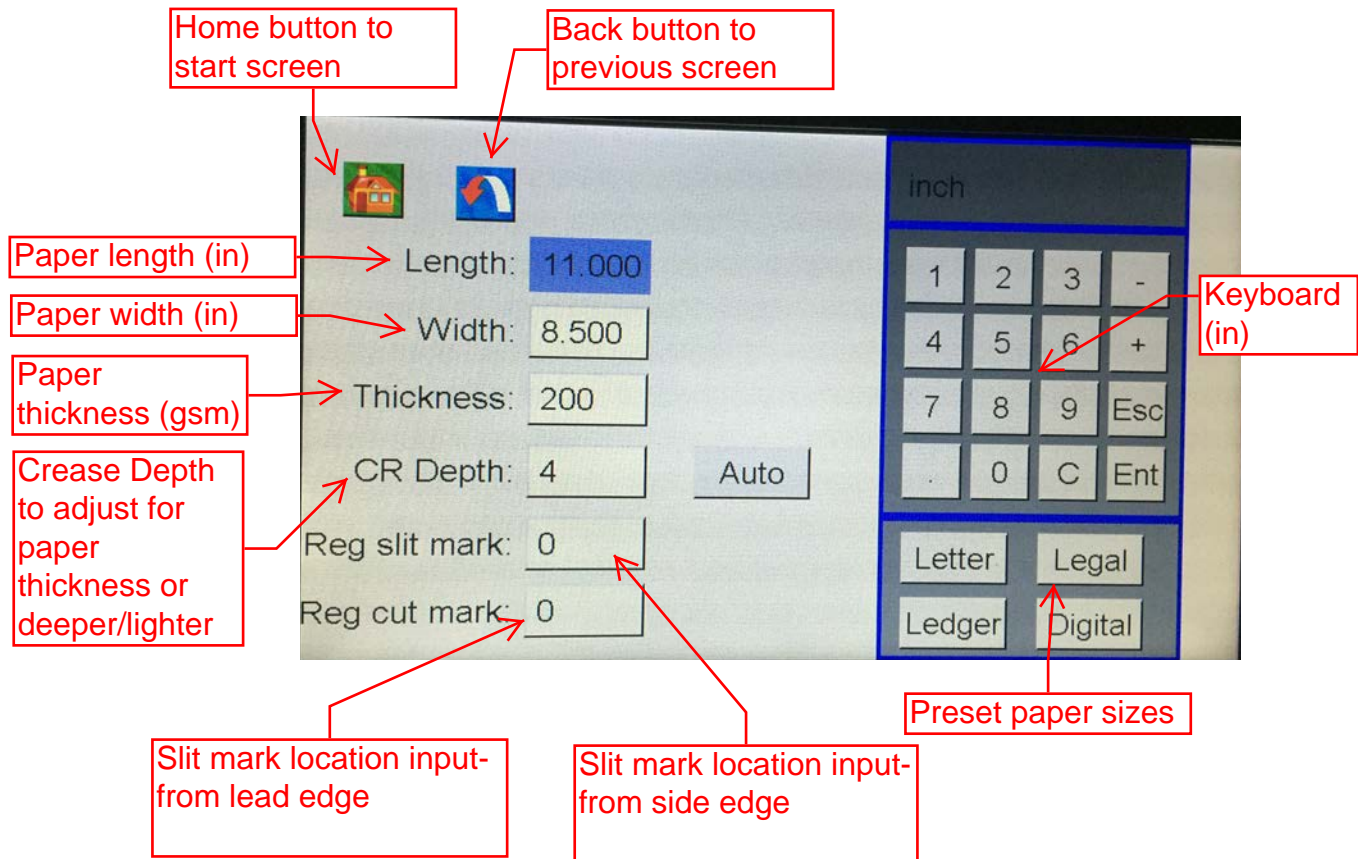 Home button to
start screen
Back button to
previous screen
inch
Paper length (in)
Length: 11.000
1 2 3 -
Keyboard
(in)
Paper width (in)
Width: 8.500
4 5 6 +
Paper
thickness (gsm)
Thickness: 200
7 8 9 Esc
Crease Depth
to adjust for
paper
thickness or
deeper/lighter
CR Depth: 4 Auto
. 0 C Ent
Reg slit mark: 0
Letter Legal
Reg cut mark: 0
Ledger Digital
Preset paper sizes
Slit mark location input-
from lead edge
Slit mark location input-
from side edge